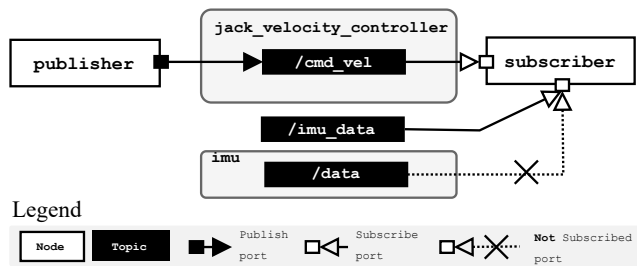 jack_velocity_controller
publisher
/cmd_vel
subscriber
/imu_data
imu
/data
Legend
Node
Topic
Publish
port
Subscribe
port
Not Subscribed
port